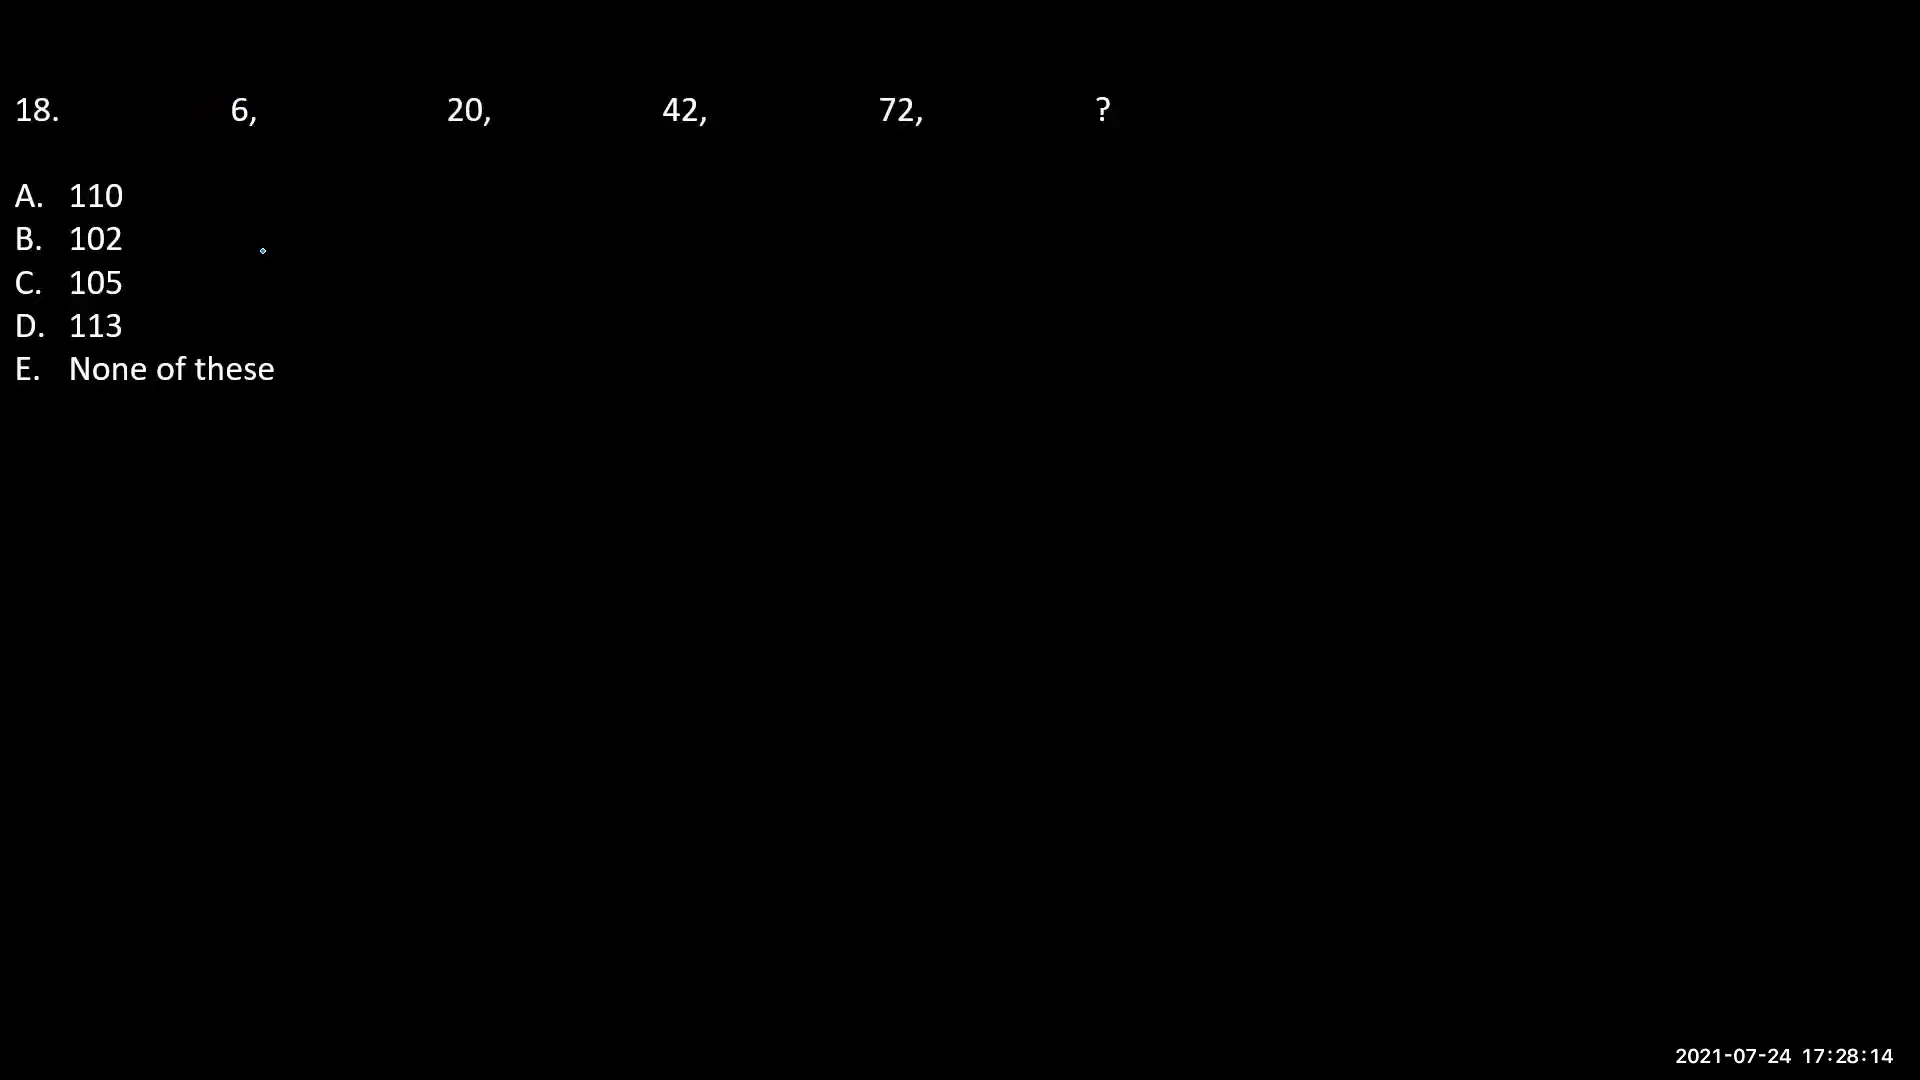 18. 6, 20, 42, 72, ?
A. 110
B. 102
C. 105
D. 113
E. None of these
2021-07-24 17:28:14